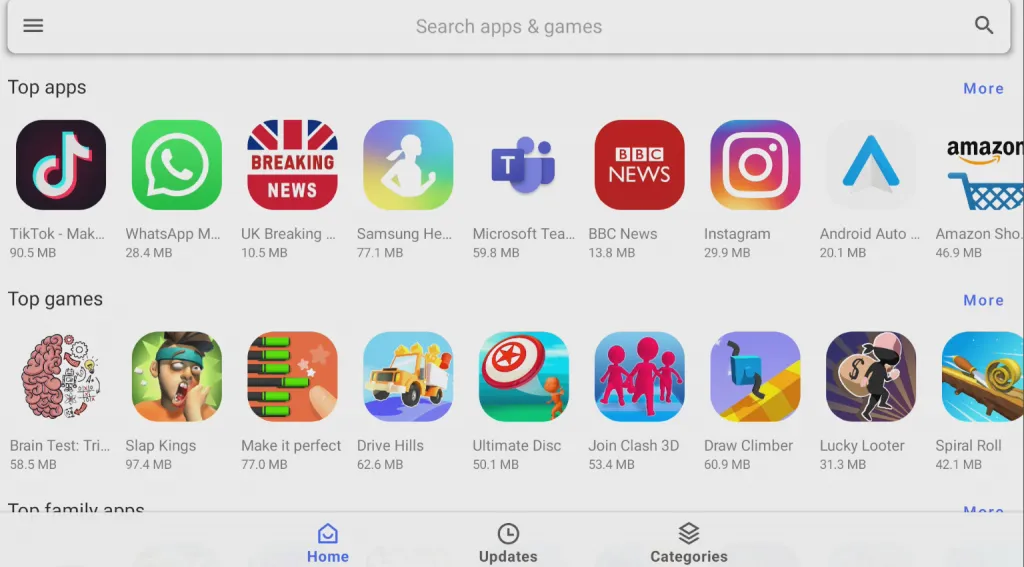 Search apps & games
Top apps
More
BREAKING
NEWS
T
BBC
NEWS
amazon
TikTok - Mak...
WhatsApp M...
UK Breaking ...
Samsung He...
Microsoft Tea...
BBC News
Instagram
Android Auto ...
Amazon Sho...
90.5 MB
28.4 MB
10.5 MB
77.1 MB
59.8 MB
13.8 MB
29.9 MB
20.1 MB
46.9 MB
Top games
More
$
Brain Test: Tri...
Slap Kings
Make it perfect
Drive Hills
Ultimate Disc
Join Clash 3D
Draw Climber
Lucky Looter
Spiral Roll
58.5 MB
97.4 MB
77.0 MB
62.6 MB
50.1 MB
53.4 MB
60.9 MB
31.3 MB
42.1 MB
Top family apps
More
Home
Updates
Categories